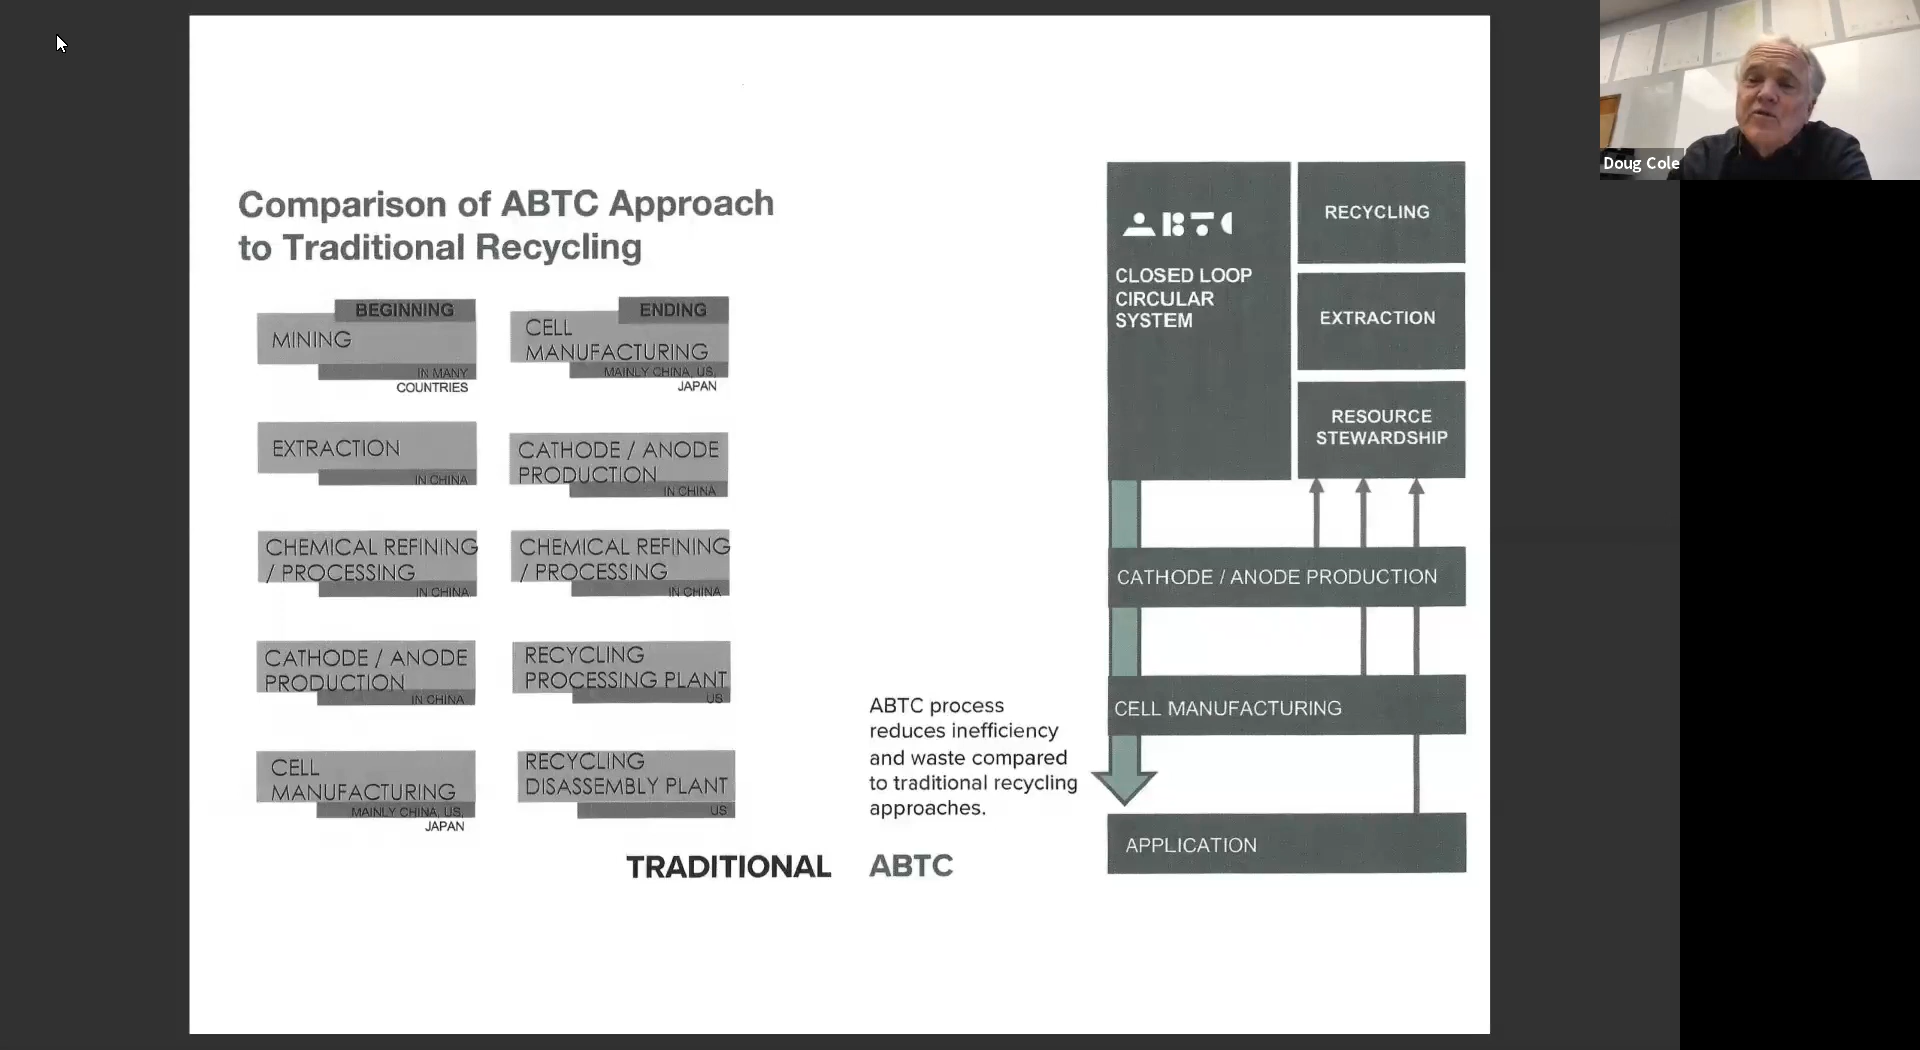 Comparison of ABTC Approach
to Traditional Recycling
BEGINNING
MINING
IN MANY
COUNTRIES
EXTRACTION
IN CHINA
CHEMICAL REFINING
/ PROCESSING
IN CHINA
CATHODE / ANODE
PRODUCTION
IN CHINA
CELL
MANUFACTURING
MAINLY CHINA, US,
JAPAN
ENDING
CELL
MANUFACTURING
MAINLY CHINA, US,
JAPAN
CATHODE / ANODE
PRODUCTION
IN CHINA
CHEMICAL REFINING
/ PROCESSING
IN CHINA
RECYCLING
PROCESSING PLANT
US
RECYCLING
DISASSEMBLY PLANT
US
TRADITIONAL
ABTC process
reduces inefficiency
and waste compared
to traditional recycling
approaches.
ABTC
ABTC
CLOSED LOOP
CIRCULAR
SYSTEM
RECYCLING
EXTRACTION
RESOURCE
STEWARDSHIP
CATHODE / ANODE PRODUCTION
CELL MANUFACTURING
APPLICATION
Doug Cole